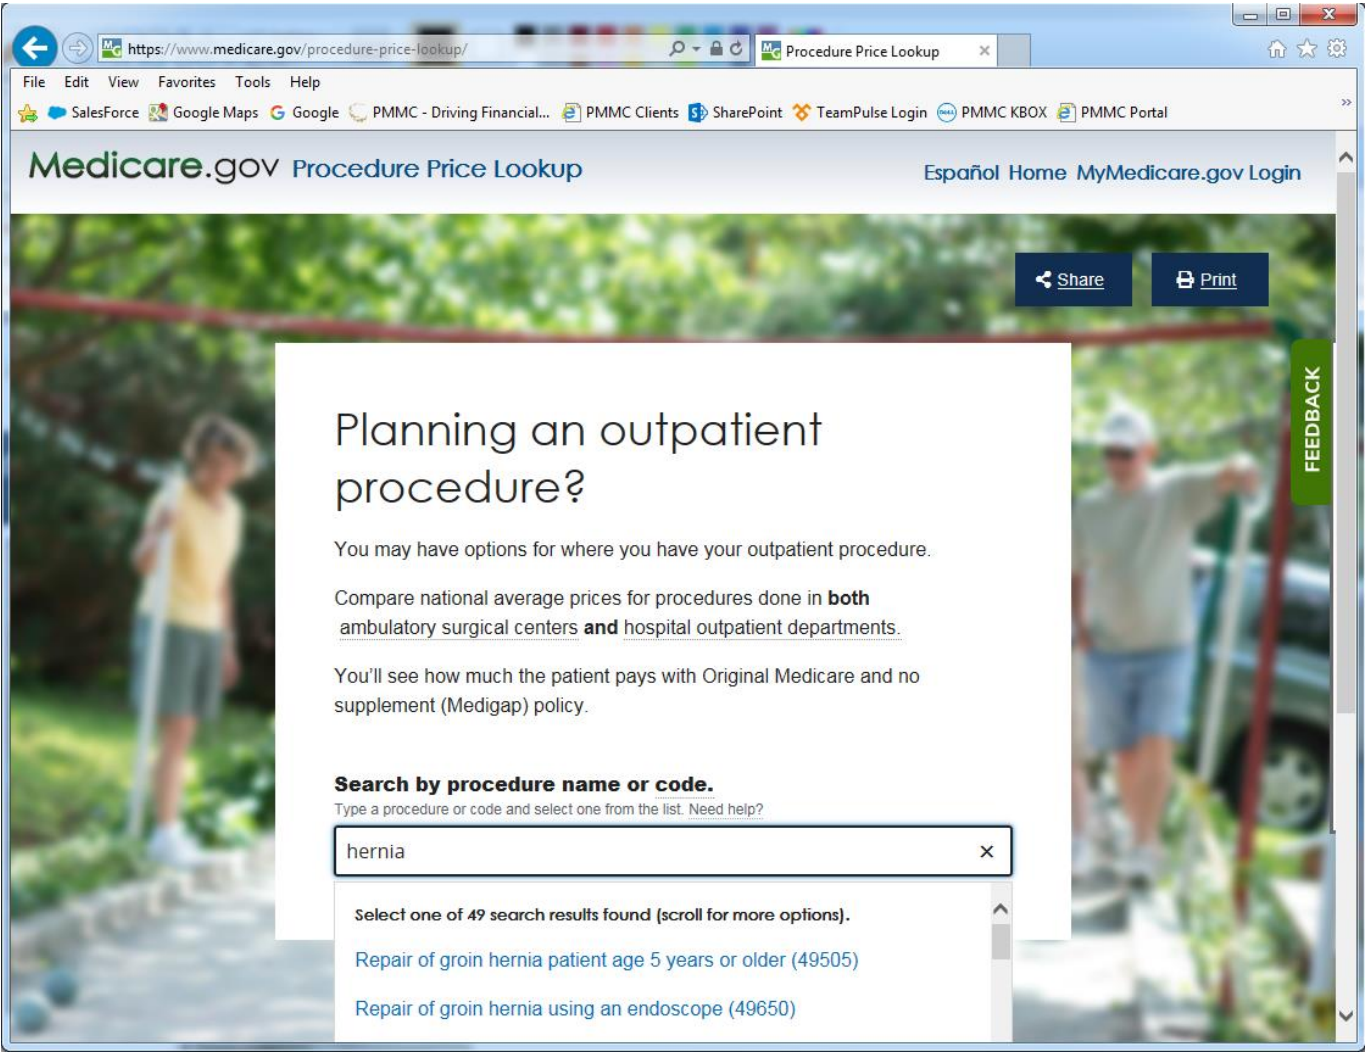 https://www.medicare.gov/procedure-price-lookup/
Procedure Price Lookup
File Edit View Favorites Tools Help
SalesForce Google Maps Google PMMC - Driving Financial... PMMC Clients SharePoint TeamPulse Login PMMC KBOX PMMC Portal
Medicare.gov Procedure Price Lookup
Español Home MyMedicare.gov Login
Share Print
FEEDBACK
Planning an outpatient
procedure?
You may have options for where you have your outpatient procedure.
Compare national average prices for procedures done in both
ambulatory surgical centers and hospital outpatient departments.
You'll see how much the patient pays with Original Medicare and no
supplement (Medigap) policy.
Search by procedure name or code.
Type a procedure or code and select one from the list. Need help?
hernia
Select one of 49 search results found (scroll for more options).
Repair of groin hernia patient age 5 years or older (49505)
Repair of groin hernia using an endoscope (49650)